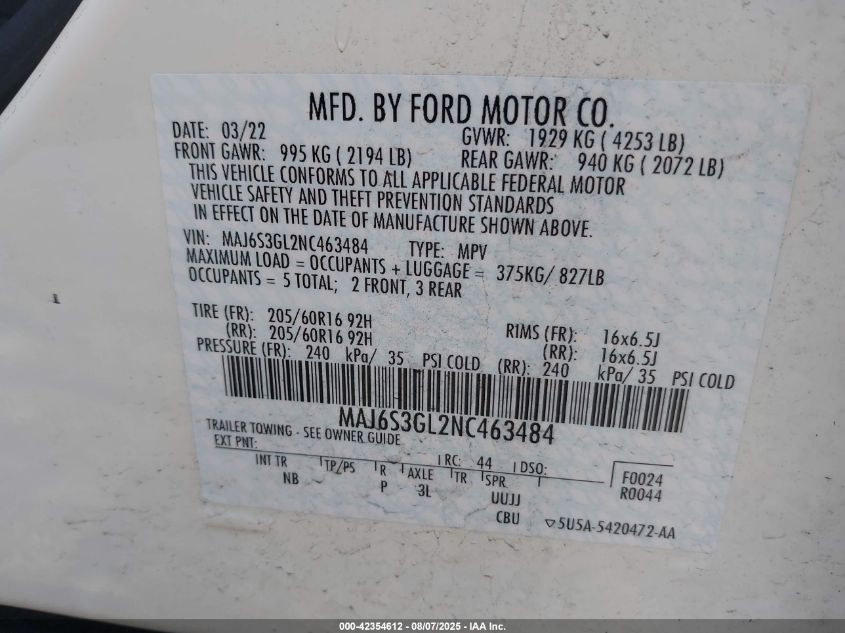 MFD. BY FORD MOTOR CO.
DATE: 03/22 GVWR: 1929 KG ( 4253 LB)
FRONT GAWR: 995 KG ( 2194 LB) REAR GAWR: 940 KG ( 2072 LB)
THIS VEHICLE CONFORMS TO ALL APPLICABLE FEDERAL MOTOR
VEHICLE SAFETY AND THEFT PREVENTION STANDARDS
IN EFFECT ON THE DATE OF MANUFACTURE SHOWN ABOVE.
VIN: MAJ6S3GL2NC463484 TYPE: MPV
MAXIMUM LOAD = OCCUPANTS + LUGGAGE = 375KG/ 827LB
OCCUPANTS = 5 TOTAL; 2 FRONT, 3 REAR
TIRE (FR): 205/60R16 92H RIMS (FR): 16x6.5J
(RR): 205/60R16 92H (RR): 16x6.5J
PRESSURE (FR): 240 kPa/ 35 PSI COLD (RR): 240 kPa/ 35 PSI COLD
MAJ6S3GL2NC463484
TRAILER TOWING - SEE OWNER GUIDE
EXT PNT: RC: 44 DSO: F0024
INT TR TP/PS R AXLE TR SPR R0044
NB P 3L UUJJ
CBU 5U5A-5420472-AA
000-42354612 - 08/07/2025 - IAA Inc.